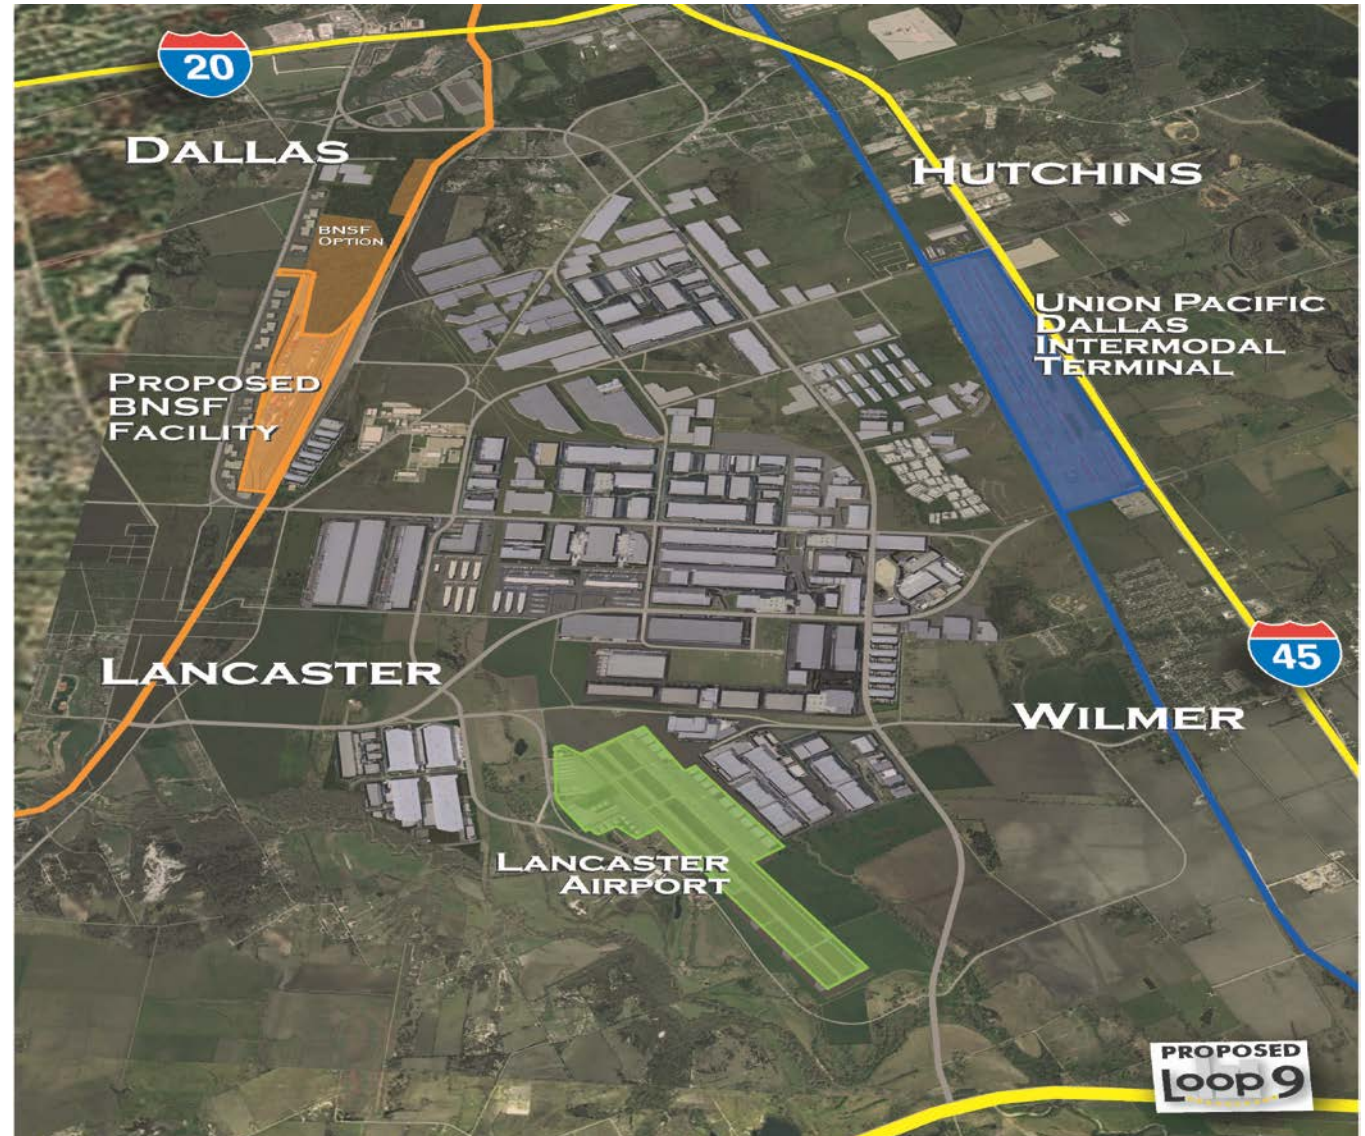 20
DALLAS
HUTCHINS
BNSF
OPTION
UNION PACIFIC
DALLAS
INTERMODAL
TERMINAL
PROPOSED
BNSF
FACILITY
45
LANCASTER
WILMER
LANCASTER
AIRPORT
PROPOSED
Loop 9